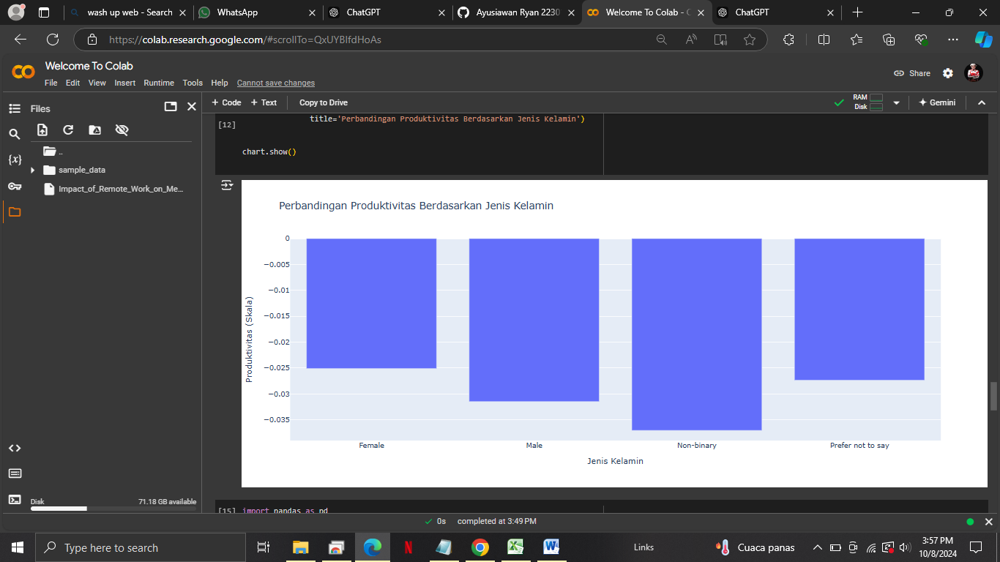 wash up web - Search
WhatsApp
ChatGPT
Ayusiawan Ryan 2230
Welcome To Colab - C
ChatGPT
https://colab.research.google.com/#scrollTo=QxUYBIfdHoAs
Welcome To Colab
File Edit View Insert Runtime Tools Help Cannot save changes
Share
Files
+ Code + Text Copy to Drive
RAM
Disk
Gemini
..
sample_data
Impact_of_Remote_Work_on_Me...
[12]
title='Perbandingan Produktivitas Berdasarkan Jenis Kelamin')
chart.show()
Perbandingan Produktivitas Berdasarkan Jenis Kelamin
0
−0.005
−0.01
−0.015
−0.02
−0.025
−0.03
−0.035
Produktivitas (Skala)
Female Male Non-binary Prefer not to say
Jenis Kelamin
Disk 71.18 GB available
[15] import pandas as pd
0s completed at 3:49 PM
Type here to search
Links
Cuaca panas
3:57 PM
10/8/2024